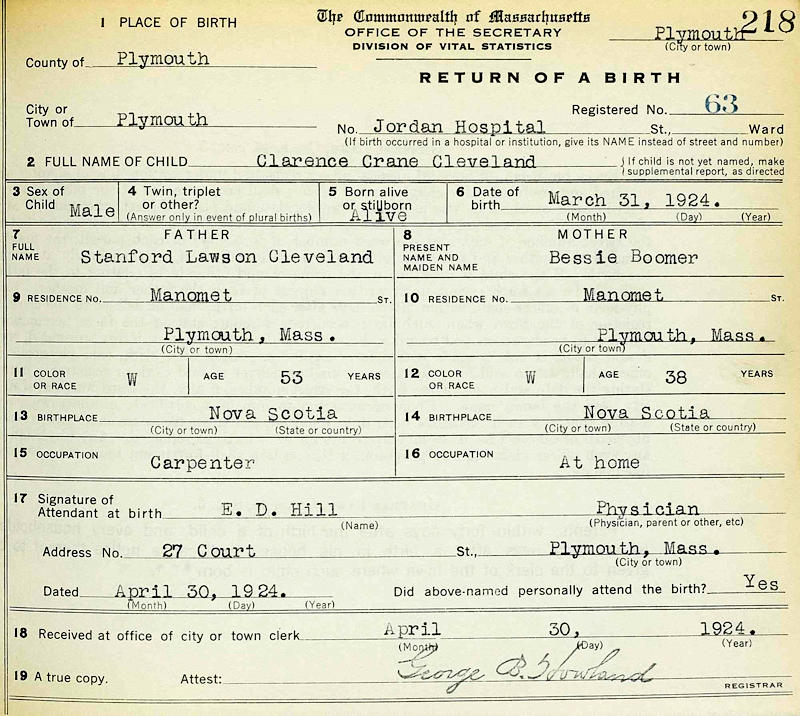 218
The Commonwealth of Massachusetts
OFFICE OF THE SECRETARY
DIVISION OF VITAL STATISTICS
Plymouth
(City or town)
1 PLACE OF BIRTH
County of Plymouth
RETURN OF A BIRTH
City or
Town of Plymouth
Registered No. 63
No. Jordan Hospital St., Ward
(If birth occurred in a hospital or institution, give its NAME instead of street and number)
2 FULL NAME OF CHILD Clarence Crane Cleveland
{ If child is not yet named, make
supplemental report, as directed
3 Sex of
Child Male
4 Twin, triplet
or other?
(Answer only in event of plural births)
5 Born alive
or stillborn
Alive
6 Date of
birth March 31, 1924.
(Month) (Day) (Year)
7 FATHER
FULL
NAME Stanford Lawson Cleveland
8 MOTHER
PRESENT
NAME AND
MAIDEN NAME Bessie Boomer
9 RESIDENCE No. Manomet ST.
Plymouth, Mass.
(City or town)
10 RESIDENCE No. Manomet ST.
Plymouth, Mass.
(City or town)
11 COLOR
OR RACE W AGE 53 YEARS
12 COLOR
OR RACE W AGE 38 YEARS
13 BIRTHPLACE Nova Scotia
(City or town) (State or country)
14 BIRTHPLACE Nova Scotia
(City or town) (State or country)
15 OCCUPATION Carpenter
16 OCCUPATION At home
17 Signature of
Attendant at birth E. D. Hill Physician
(Name) (Physician, parent or other, etc)
Address No. 27 Court St., Plymouth, Mass.
(City or town)
Dated April 30, 1924. Did above-named personally attend the birth? Yes
(Month) (Day) (Year)
18 Received at office of city or town clerk April 30, 1924.
(Month) (Day) (Year)
19 A true copy. Attest: George B. Howland
REGISTRAR